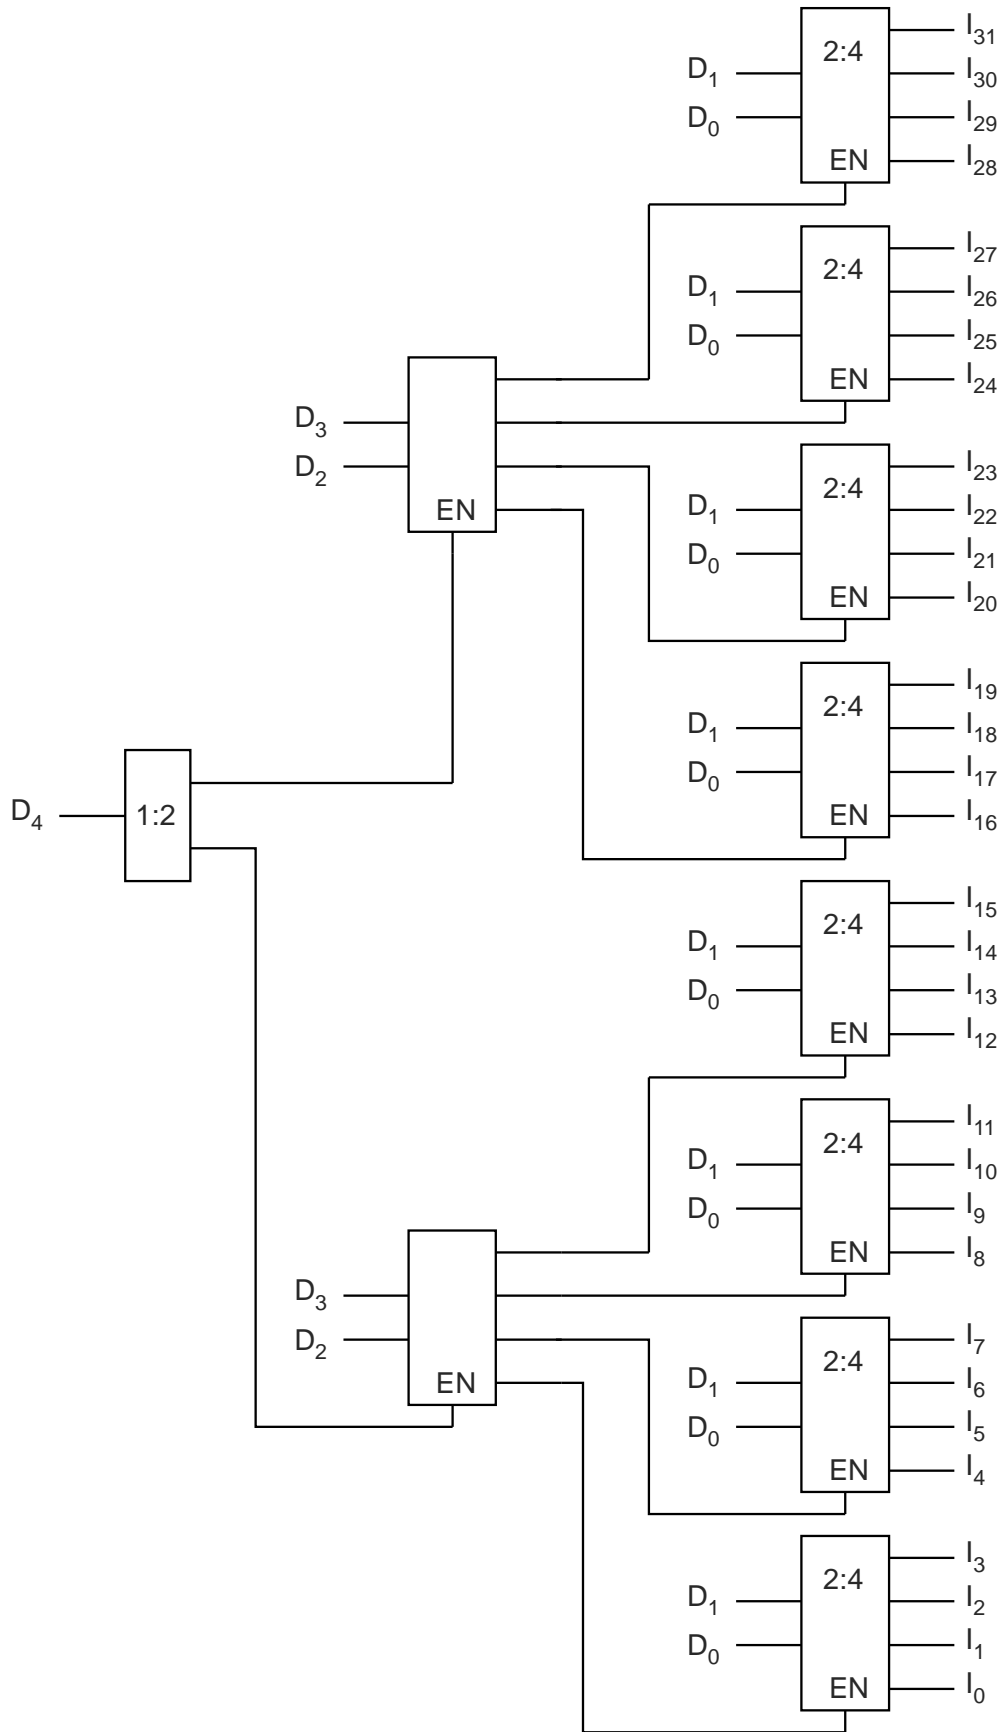 2:4
D₁
D₀
EN
I₃₁
I₃₀
I₂₉
I₂₈
2:4
D₁
D₀
EN
I₂₇
I₂₆
I₂₅
I₂₄
D₃
D₂
EN
2:4
D₁
D₀
EN
I₂₃
I₂₂
I₂₁
I₂₀
2:4
D₁
D₀
EN
I₁₉
I₁₈
I₁₇
I₁₆
D₄
1:2
2:4
D₁
D₀
EN
I₁₅
I₁₄
I₁₃
I₁₂
2:4
D₁
D₀
EN
I₁₁
I₁₀
I₉
I₈
D₃
D₂
EN
2:4
D₁
D₀
EN
I₇
I₆
I₅
I₄
2:4
D₁
D₀
EN
I₃
I₂
I₁
I₀